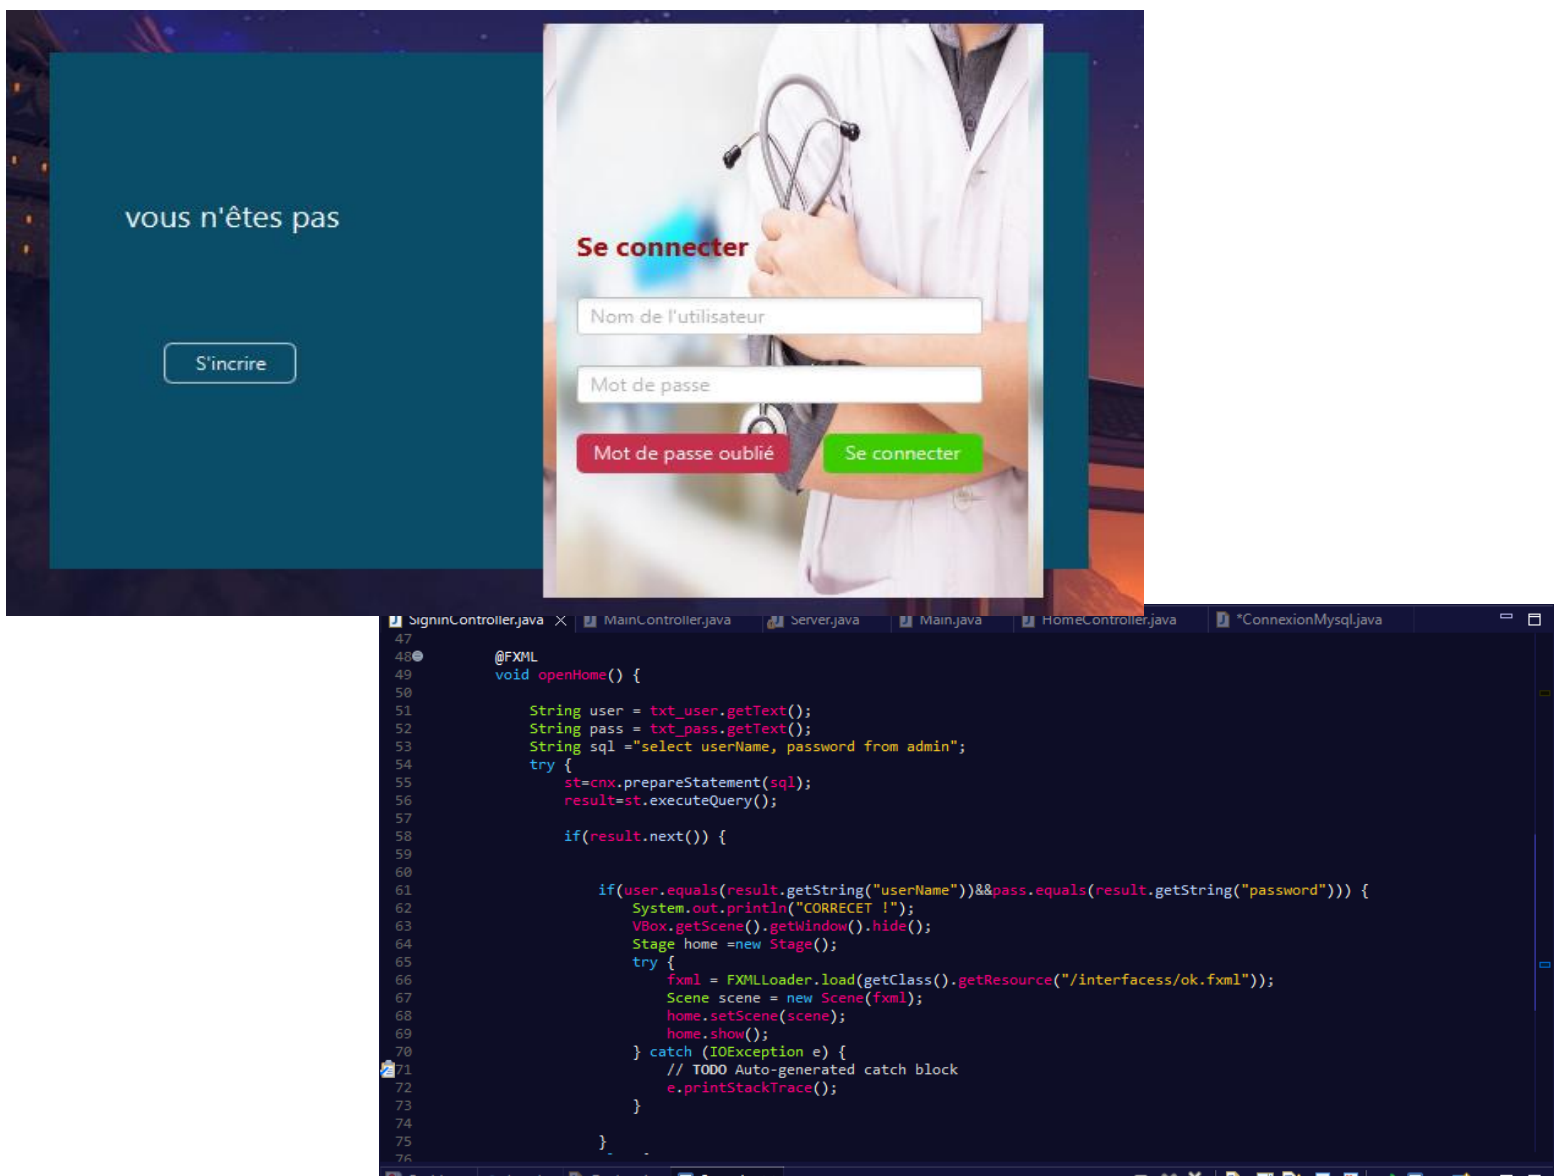 vous n'êtes pas
S'incrire
Se connecter
Nom de l'utilisateur
Mot de passe
Mot de passe oublié
Se connecter
SigninController.java MainController.java Server.java Main.java HomeController.java *ConnexionMysql.java
47
48 @FXML
49 void openHome() {
50
51 String user = txt_user.getText();
52 String pass = txt_pass.getText();
53 String sql ="select userName, password from admin";
54 try {
55 st=cnx.prepareStatement(sql);
56 result=st.executeQuery();
57
58 if(result.next()) {
59
60
61 if(user.equals(result.getString("userName"))&&pass.equals(result.getString("password"))) {
62 System.out.println("CORRECET !");
63 VBox.getScene().getWindow().hide();
64 Stage home =new Stage();
65 try {
66 fxml = FXMLLoader.load(getClass().getResource("/interfacess/ok.fxml"));
67 Scene scene = new Scene(fxml);
68 home.setScene(scene);
69 home.show();
70 } catch (IOException e) {
71 // TODO Auto-generated catch block
72 e.printStackTrace();
73 }
74
75 }
76